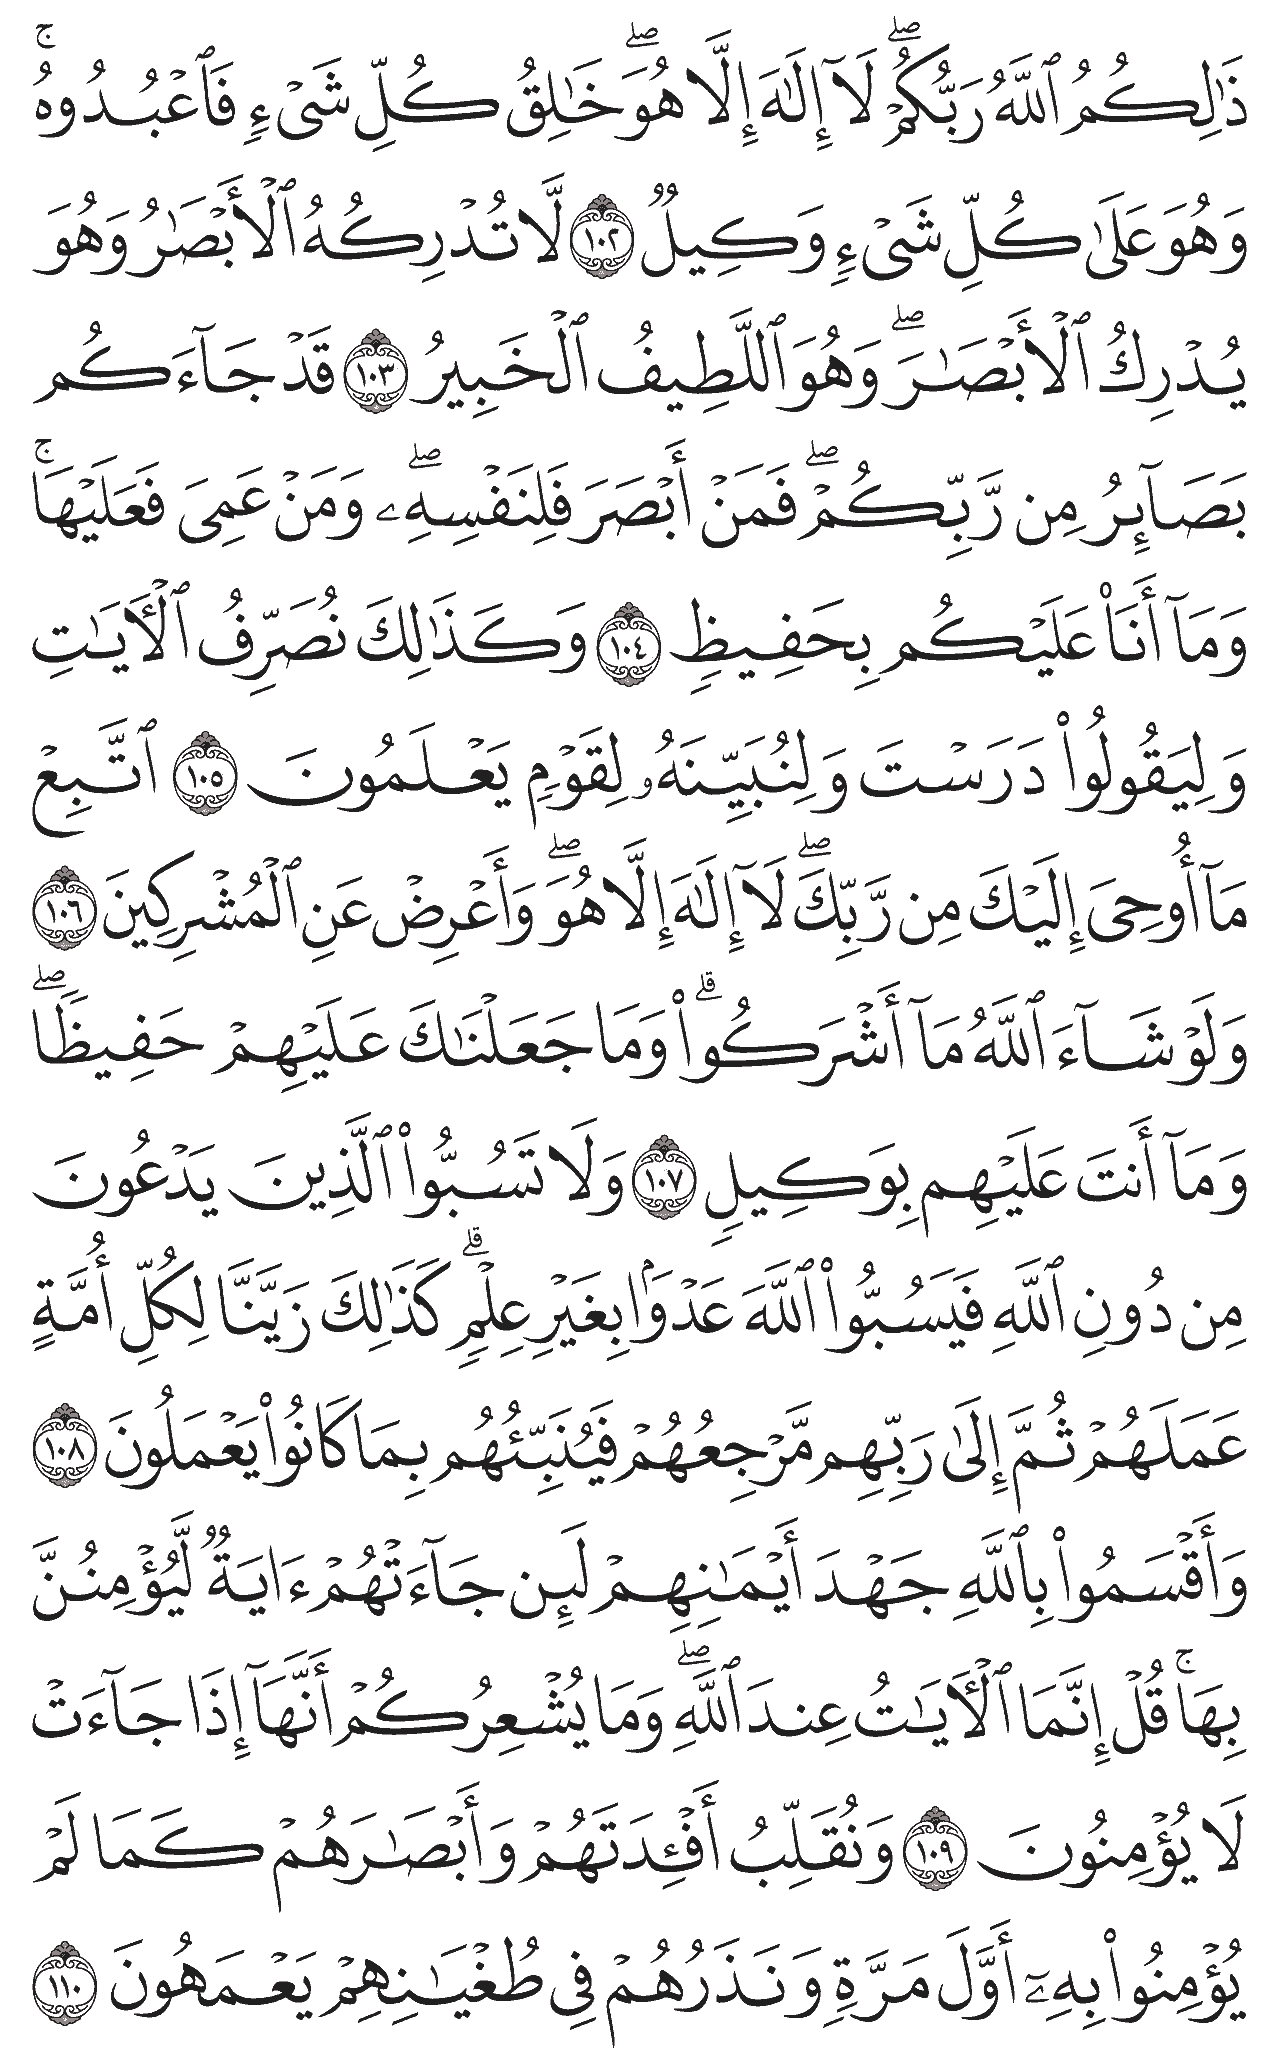 ذَٰلِكُمُ ٱللَّهُ رَبُّكُمْ ۖ لَآ إِلَٰهَ إِلَّا هُوَ ۖ خَٰلِقُ كُلِّ شَىْءٍ فَٱعْبُدُوهُ ۚ
وَهُوَ عَلَىٰ كُلِّ شَىْءٍ وَكِيلٌ ١٠٢ لَّا تُدْرِكُهُ ٱلْأَبْصَٰرُ وَهُوَ
يُدْرِكُ ٱلْأَبْصَٰرَ ۖ وَهُوَ ٱللَّطِيفُ ٱلْخَبِيرُ ١٠٣ قَدْ جَآءَكُم
بَصَآئِرُ مِن رَّبِّكُمْ ۖ فَمَنْ أَبْصَرَ فَلِنَفْسِهِۦ ۖ وَمَنْ عَمِىَ فَعَلَيْهَا ۚ
وَمَآ أَنَا۠ عَلَيْكُم بِحَفِيظٍ ١٠٤ وَكَذَٰلِكَ نُصَرِّفُ ٱلْـَٔايَٰتِ
وَلِيَقُولُوا۟ دَرَسْتَ وَلِنُبَيِّنَهُۥ لِقَوْمٍ يَعْلَمُونَ ١٠٥ ٱتَّبِعْ
مَآ أُوحِىَ إِلَيْكَ مِن رَّبِّكَ ۖ لَآ إِلَٰهَ إِلَّا هُوَ ۖ وَأَعْرِضْ عَنِ ٱلْمُشْرِكِينَ ١٠٦
وَلَوْ شَآءَ ٱللَّهُ مَآ أَشْرَكُوا۟ ۗ وَمَا جَعَلْنَٰكَ عَلَيْهِمْ حَفِيظًا ۖ
وَمَآ أَنتَ عَلَيْهِم بِوَكِيلٍ ١٠٧ وَلَا تَسُبُّوا۟ ٱلَّذِينَ يَدْعُونَ
مِن دُونِ ٱللَّهِ فَيَسُبُّوا۟ ٱللَّهَ عَدْوًۢا بِغَيْرِ عِلْمٍ ۗ كَذَٰلِكَ زَيَّنَّا لِكُلِّ أُمَّةٍ
عَمَلَهُمْ ثُمَّ إِلَىٰ رَبِّهِم مَّرْجِعُهُمْ فَيُنَبِّئُهُم بِمَا كَانُوا۟ يَعْمَلُونَ ١٠٨
وَأَقْسَمُوا۟ بِٱللَّهِ جَهْدَ أَيْمَٰنِهِمْ لَئِن جَآءَتْهُمْ ءَايَةٌ لَّيُؤْمِنُنَّ
بِهَا ۚ قُلْ إِنَّمَا ٱلْـَٔايَٰتُ عِندَ ٱللَّهِ ۖ وَمَا يُشْعِرُكُمْ أَنَّهَآ إِذَا جَآءَتْ
لَا يُؤْمِنُونَ ١٠٩ وَنُقَلِّبُ أَفْـِٔدَتَهُمْ وَأَبْصَٰرَهُمْ كَمَا لَمْ
يُؤْمِنُوا۟ بِهِۦٓ أَوَّلَ مَرَّةٍ وَنَذَرُهُمْ فِى طُغْيَٰنِهِمْ يَعْمَهُونَ ١١٠